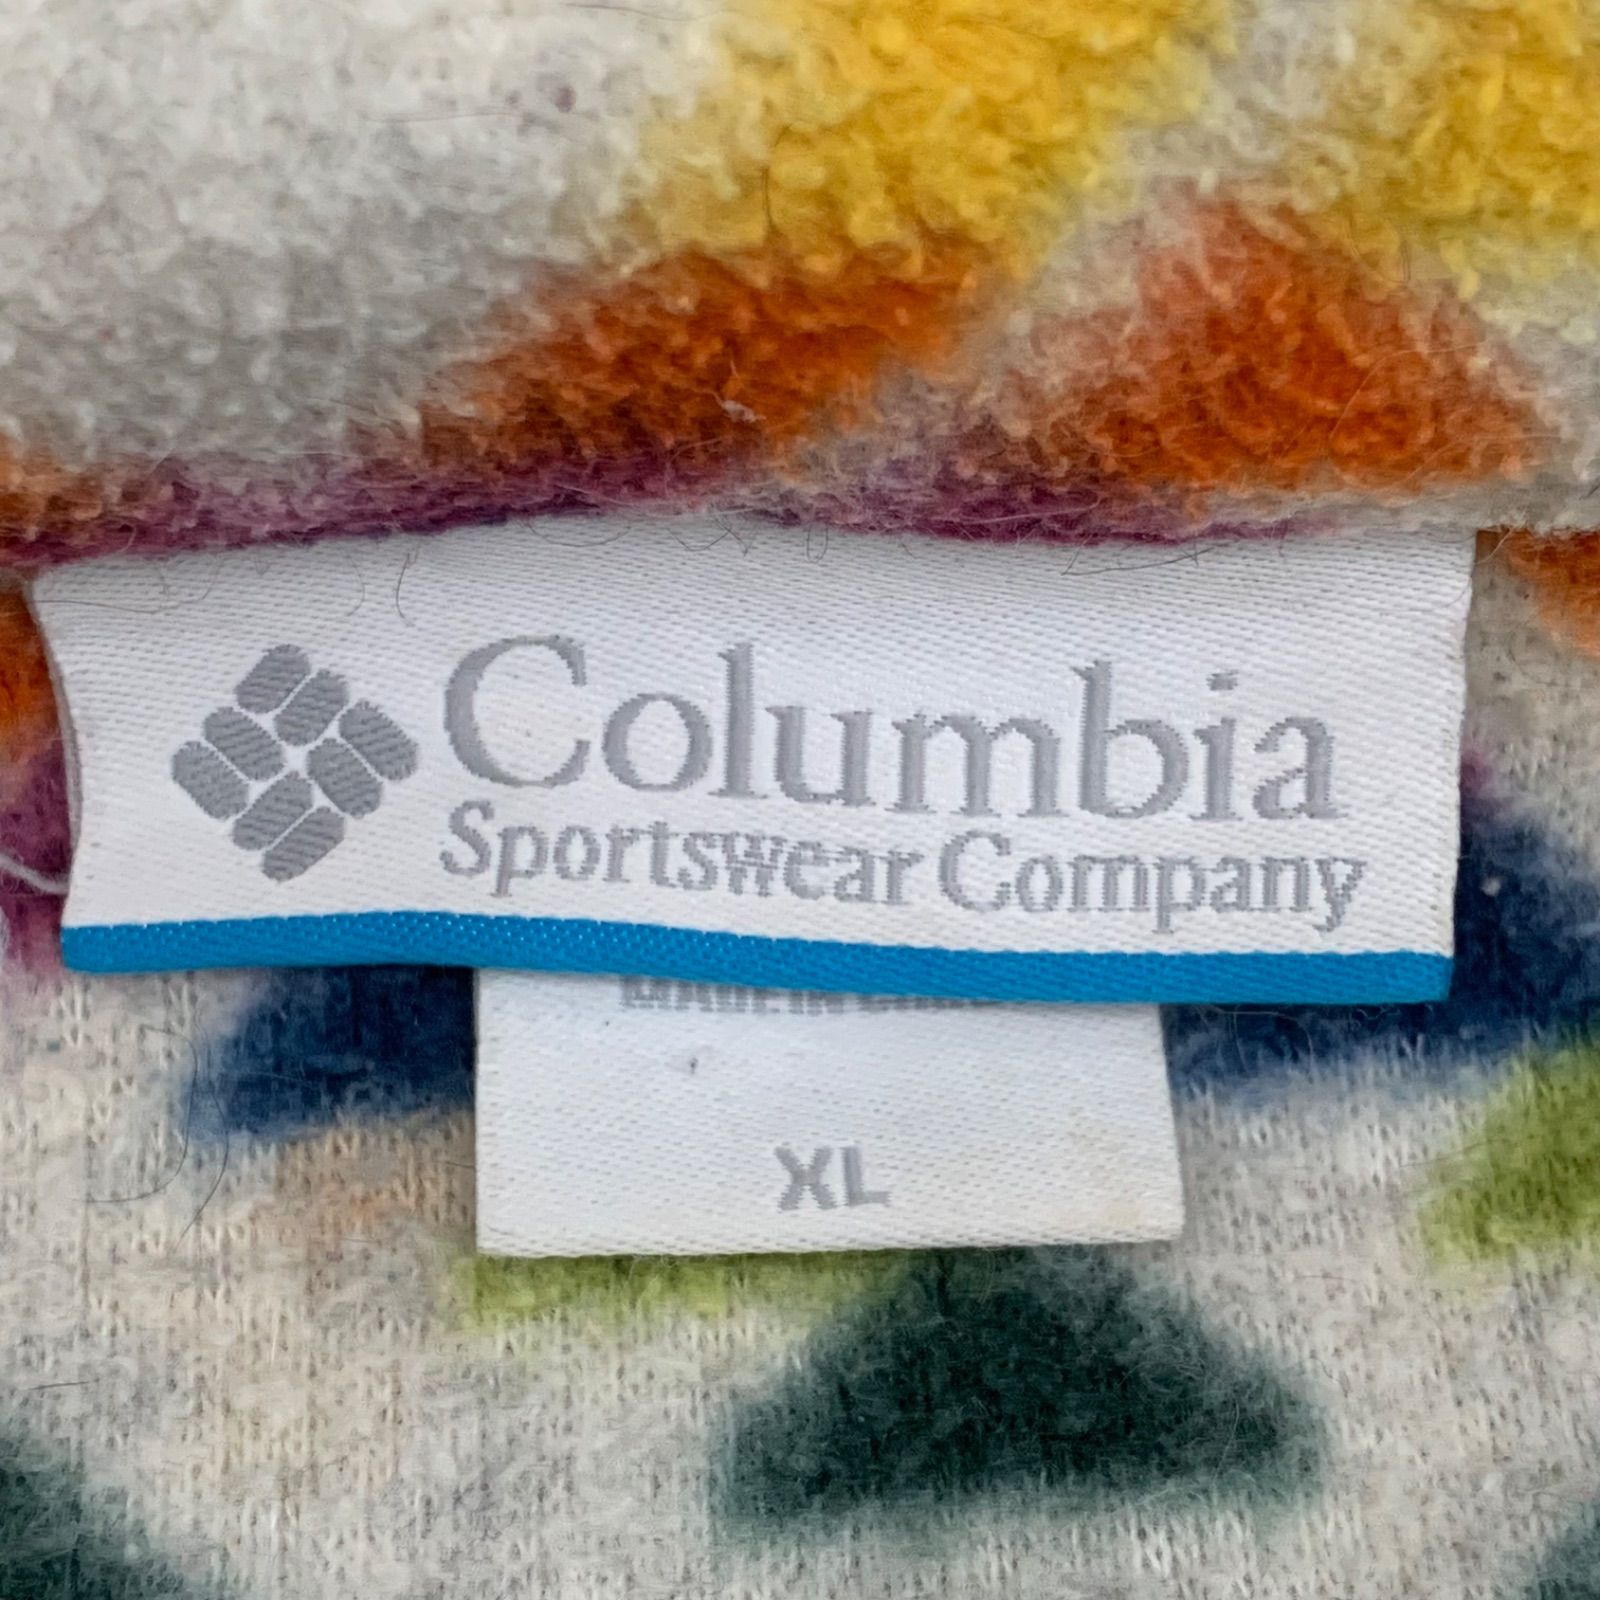 Columbia
Sportswear Company
XL